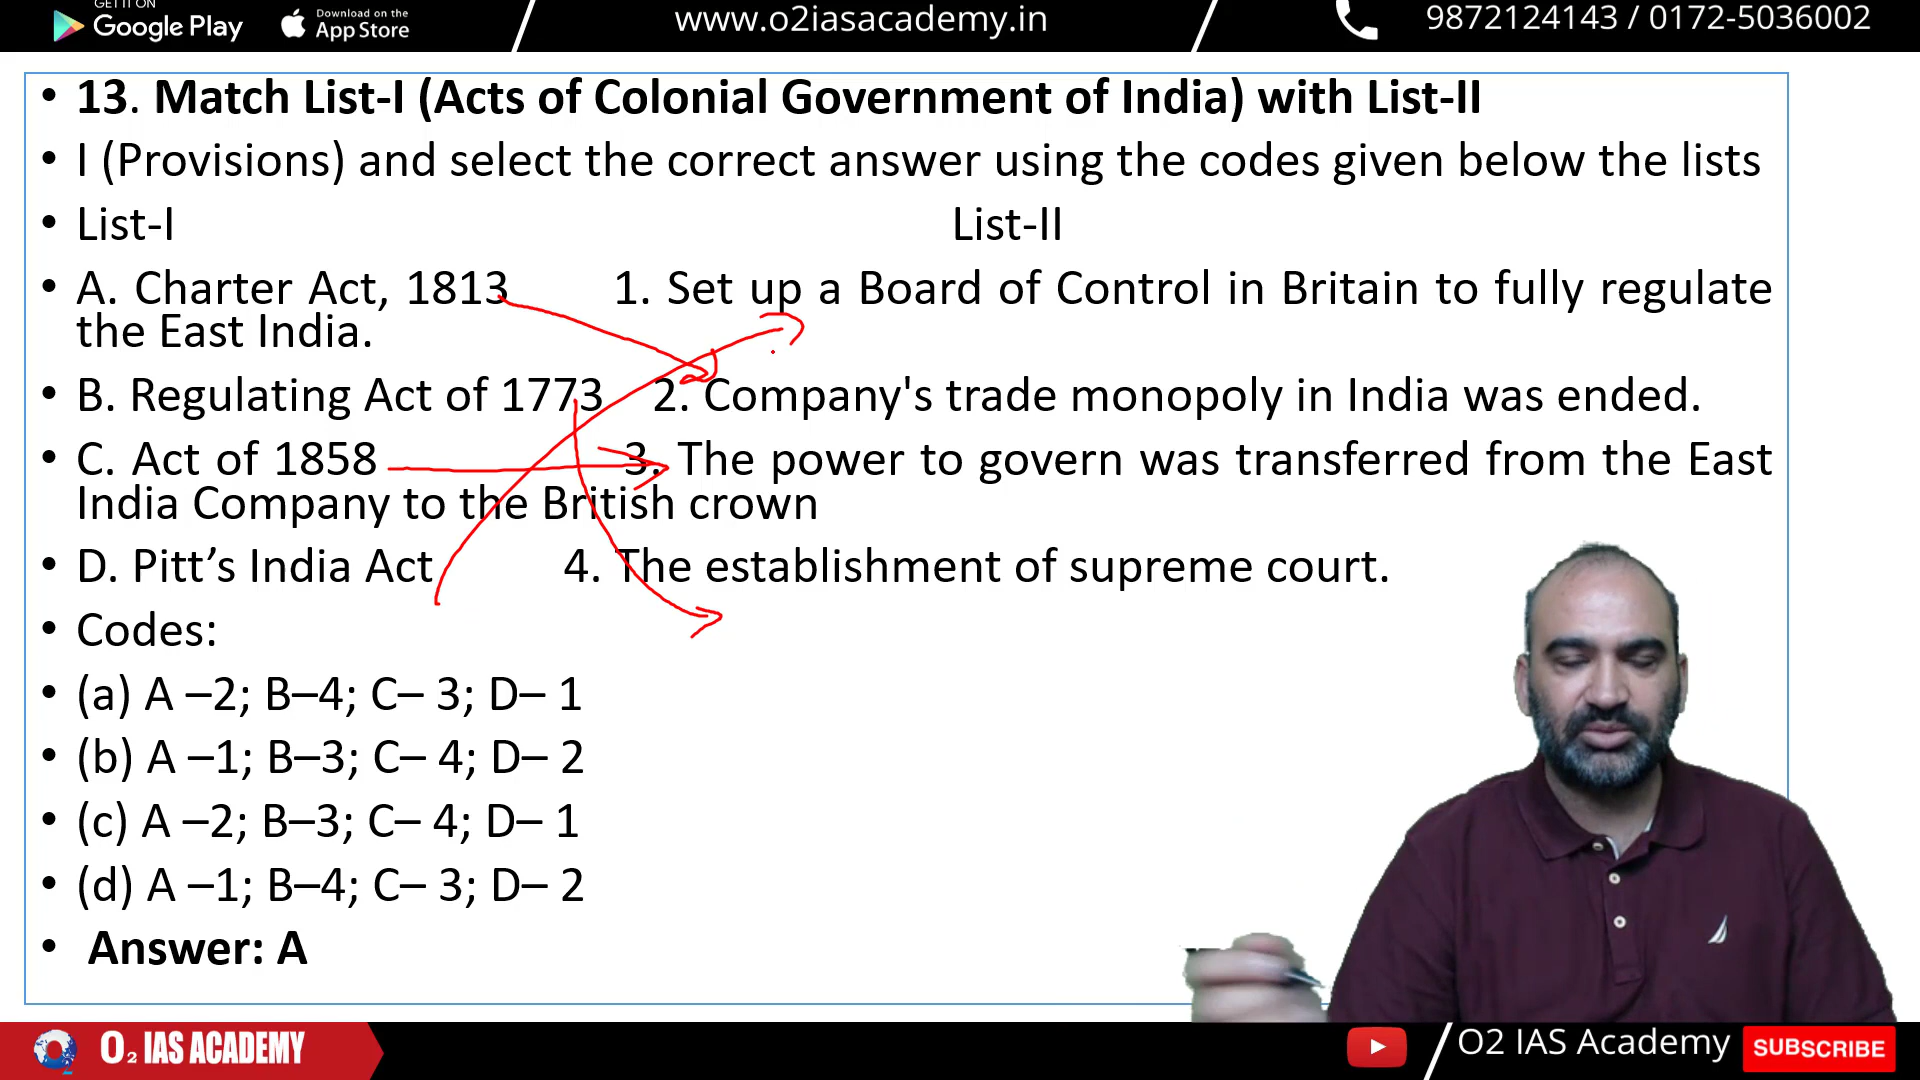 GET IT ON
Google Play
Download on the
App Store
www.o2iasacademy.in
9872124143 / 0172-5036002
• 13. Match List-I (Acts of Colonial Government of India) with List-II
• I (Provisions) and select the correct answer using the codes given below the lists
• List-I List-II
• A. Charter Act, 1813 1. Set up a Board of Control in Britain to fully regulate
the East India.
• B. Regulating Act of 1773 2. Company's trade monopoly in India was ended.
• C. Act of 1858 3. The power to govern was transferred from the East
India Company to the British crown
• D. Pitt’s India Act 4. The establishment of supreme court.
• Codes:
• (a) A –2; B–4; C– 3; D– 1
• (b) A –1; B–3; C– 4; D– 2
• (c) A –2; B–3; C– 4; D– 1
• (d) A –1; B–4; C– 3; D– 2
• Answer: A
O2 IAS ACADEMY
O2 IAS Academy
SUBSCRIBE